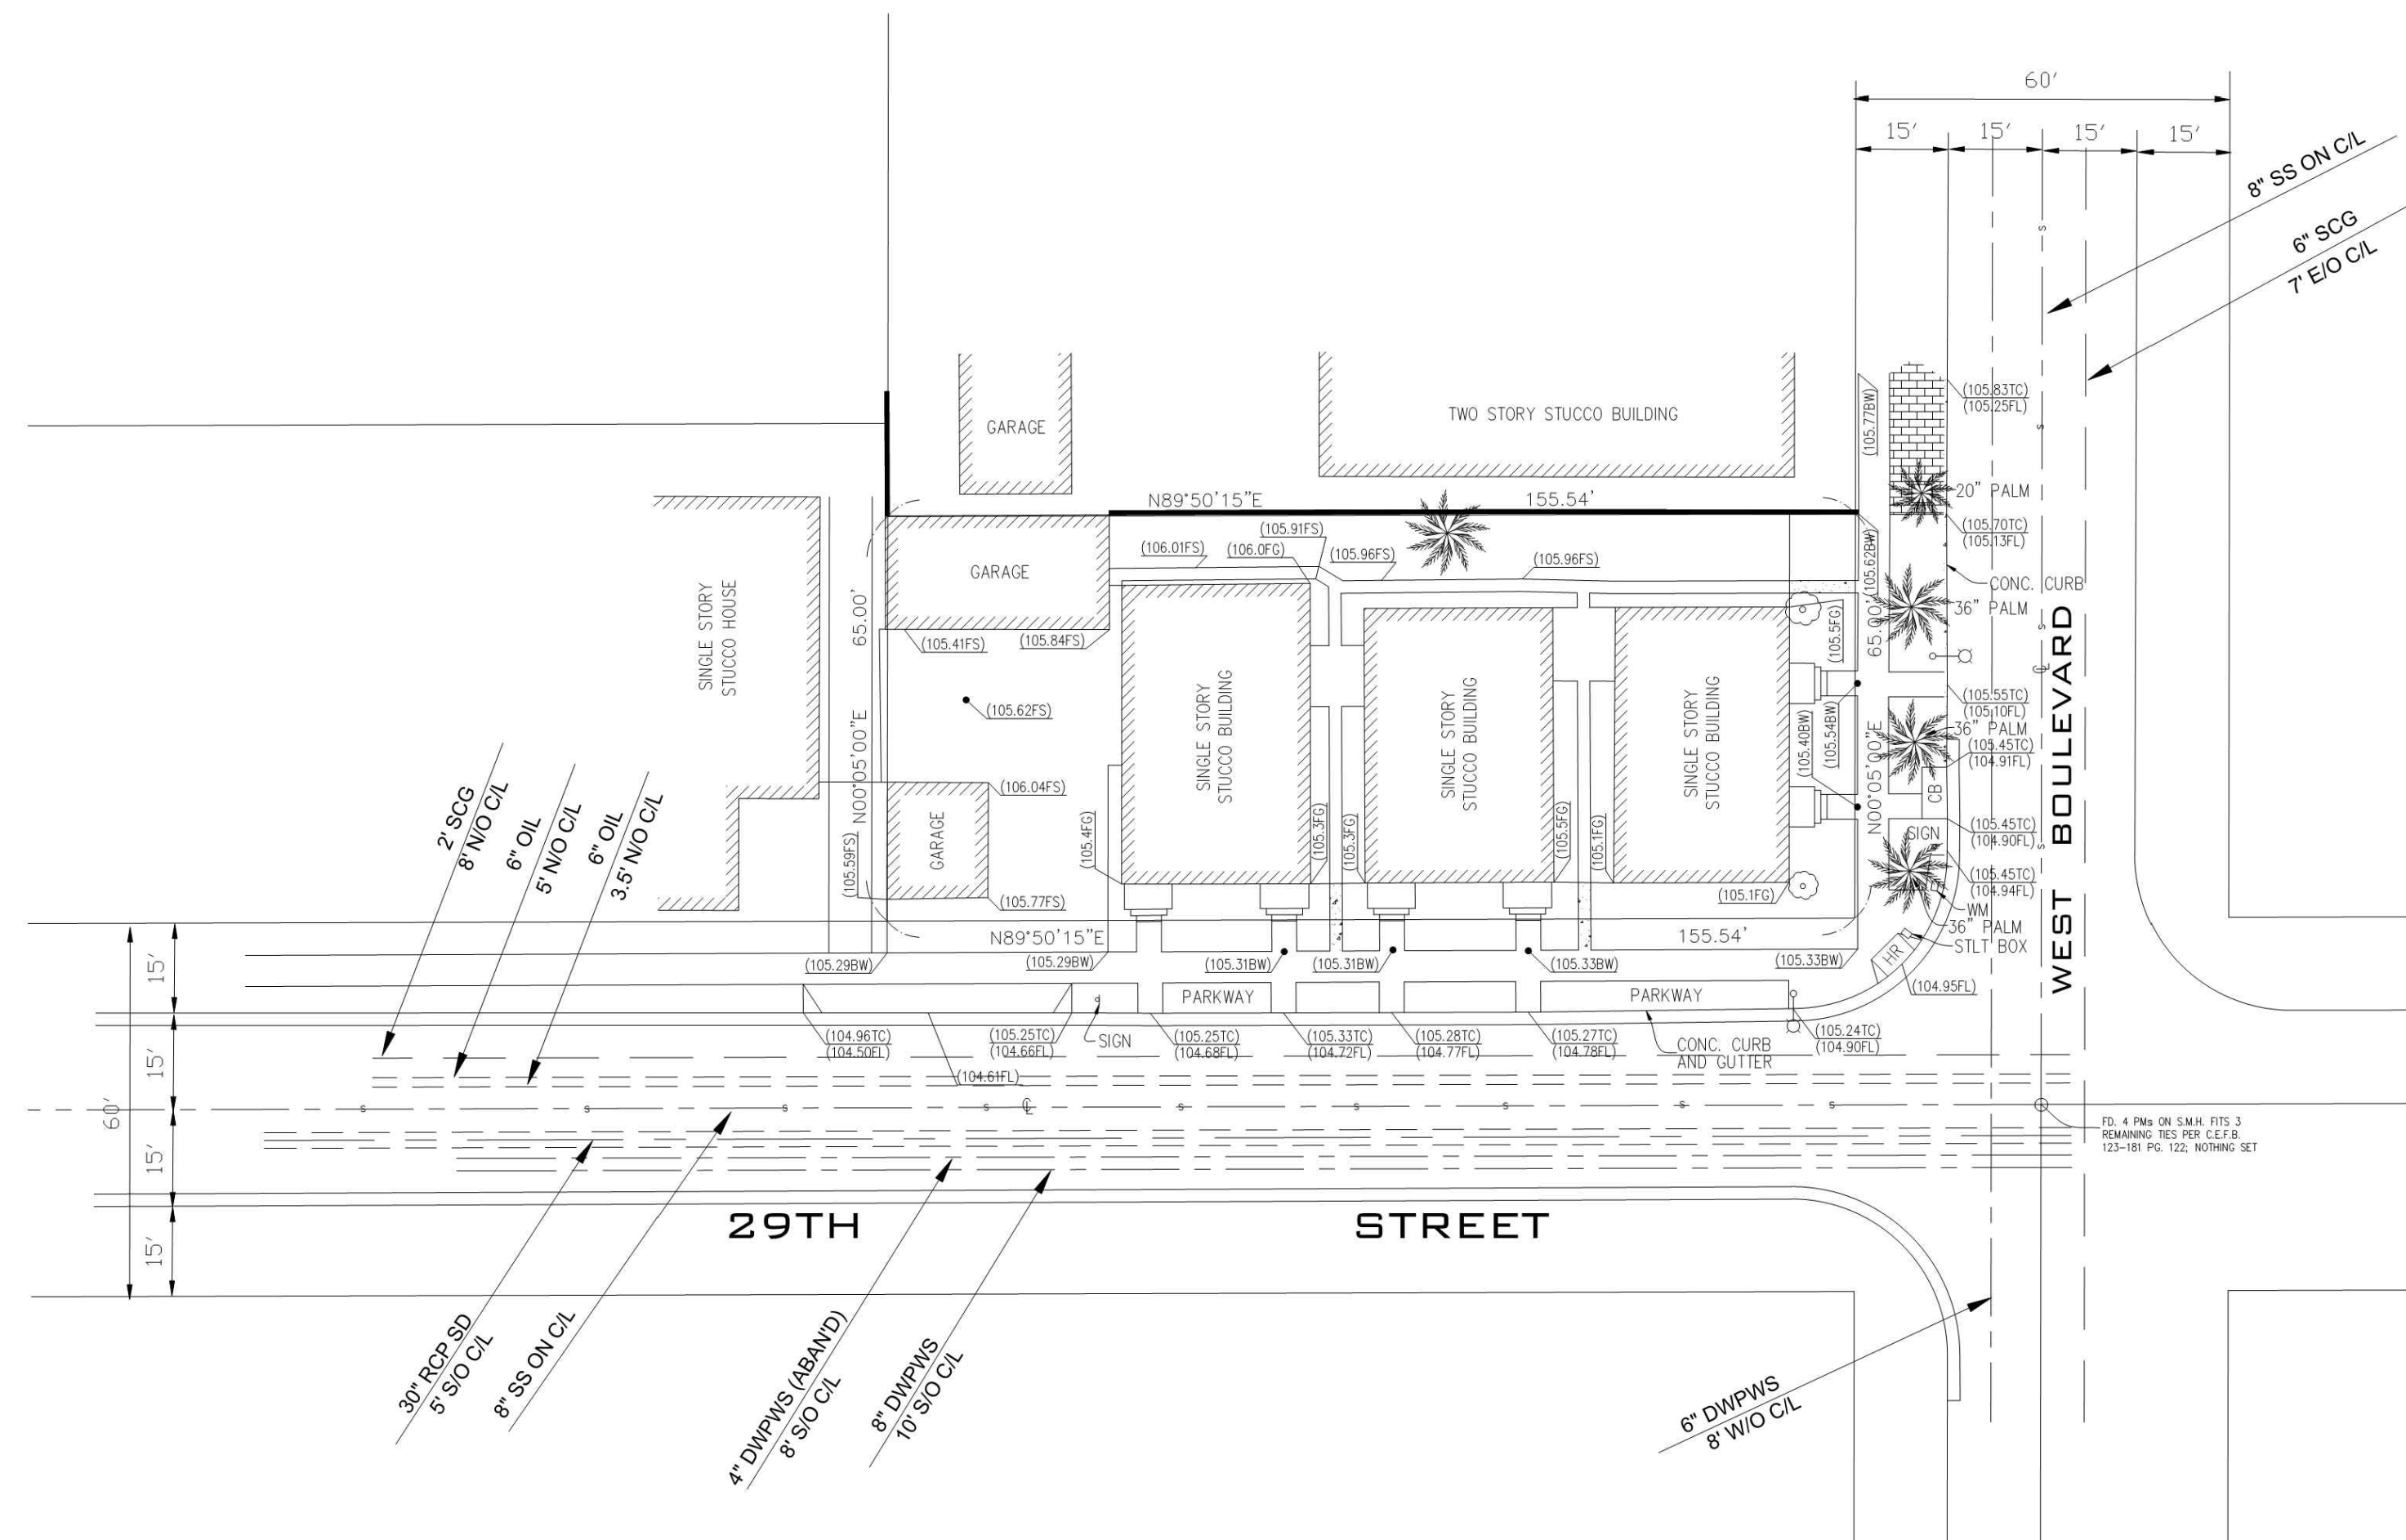 60'
15'
15'
15'
15'
8" SS ON C/L
6" SCG
7' E/O C/L
GARAGE
TWO STORY STUCCO BUILDING
(105.77BW)
(105.83TC)
(105.25FL)
20" PALM
N89°50'15"E
155.54'
(105.70TC)
(105.13FL)
(105.91FS)
(106.01FS)
(106.0FG)
(105.96FS)
(105.96FS)
(105.62BW)
CONC. CURB
36" PALM
GARAGE
SINGLE STORY
STUCCO HOUSE
65.00'
N00°05'00"E
(105.41FS)
(105.84FS)
(105.5FG)
65.00'
N00°05'00"E
(105.62FS)
SINGLE STORY
STUCCO BUILDING
SINGLE STORY
STUCCO BUILDING
SINGLE STORY
STUCCO BUILDING
(105.40BW)
(105.54BW)
(105.55TC)
(105.10FL)
36" PALM
(105.45TC)
(104.91FL)
CB
WEST BOULEVARD
(106.04FS)
2' SCG
8' N/O C/L
6" OIL
5' N/O C/L
6" OIL
3.5' N/O C/L
(105.59FS)
GARAGE
(105.4FG)
(105.3FG)
(105.3FG)
(105.5FG)
(105.1FG)
(105.45TC)
(104.90FL)
SIGN
(105.45TC)
(104.94FL)
(105.77FS)
(105.1FG)
WM
36" PALM
STLT BOX
HR
N89°50'15"E
155.54'
(105.29BW)
(105.29BW)
(105.31BW)
(105.31BW)
(105.33BW)
(105.33BW)
(104.95FL)
PARKWAY
PARKWAY
60'
15'
15'
15'
15'
(104.96TC)
(104.50FL)
(105.25TC)
(104.66FL)
SIGN
(105.25TC)
(104.68FL)
(105.33TC)
(104.72FL)
(105.28TC)
(104.77FL)
(105.27TC)
(104.78FL)
CONC. CURB
AND GUTTER
(105.24TC)
(104.90FL)
(104.61FL)
FD. 4 PMs ON S.M.H. FITS 3
REMAINING TIES PER C.E.F.B.
123-181 PG. 122; NOTHING SET
29TH STREET
30" RCP SD
5' S/O C/L
8" SS ON C/L
4" DWPWS (ABAN'D)
8' S/O C/L
8" DWPWS
10' S/O C/L
6" DWPWS
8' W/O C/L